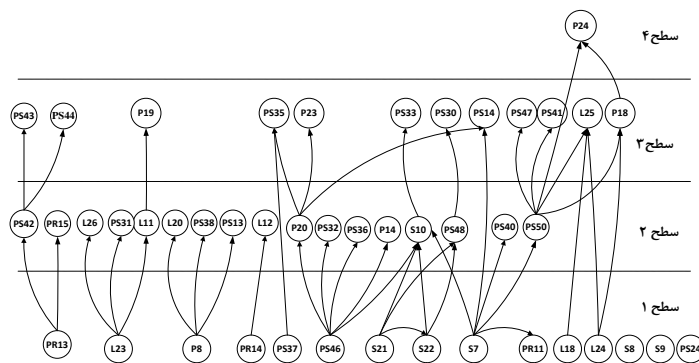 P24
سطح ۴
PS43 PS44 P19 PS35 P23 PS33 PS30 PS14 PS47 PS41 L25 P18
سطح ۳
PS42 PR15 L26 PS31 L11 L20 PS38 PS13 L12 P20 PS32 PS36 P14 S10 PS48 PS40 PS50
سطح ۲
سطح ۱
PR13 L23 P8 PR14 PS37 PS46 S21 S22 S7 PR11 L18 L24 S8 S9 PS24